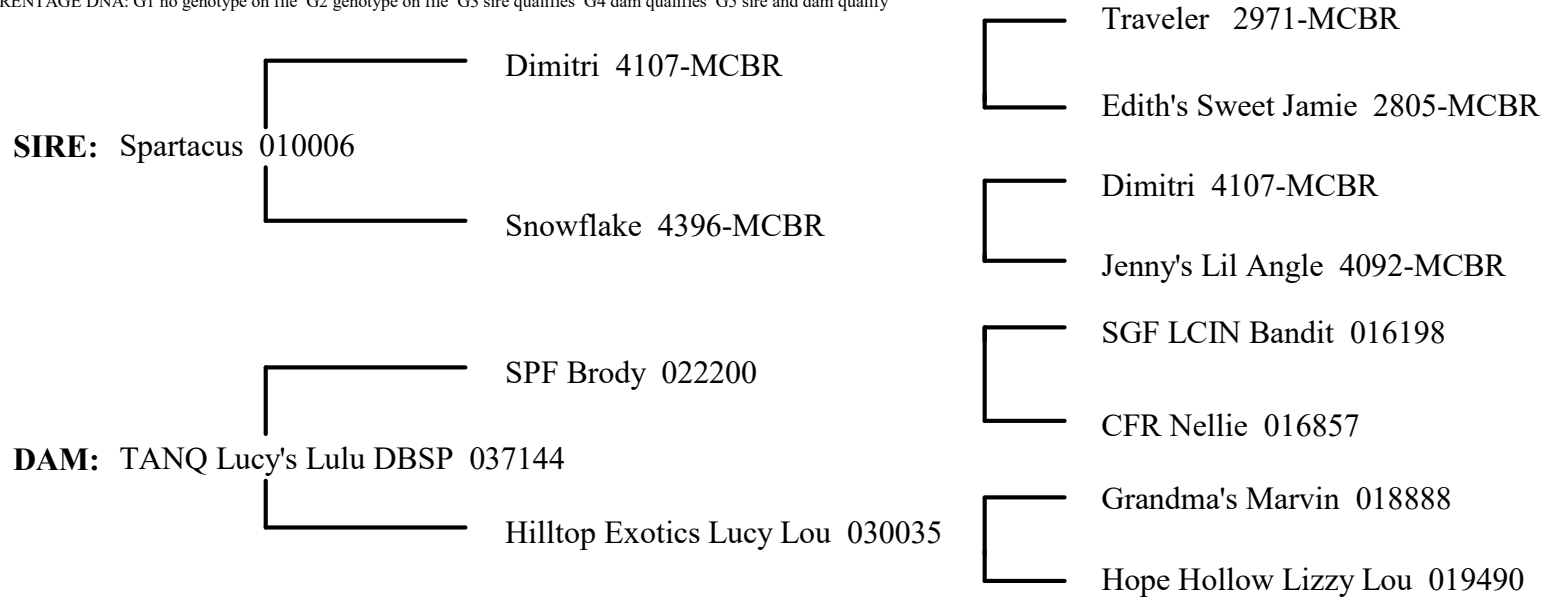 RENTAGE DNA: G1 no genotype on file G2 genotype on file G3 sire qualifies G4 dam qualifies G5 sire and dam qualify
Traveler 2971-MCBR
Dimitri 4107-MCBR
Edith's Sweet Jamie 2805-MCBR
SIRE: Spartacus 010006
Dimitri 4107-MCBR
Snowflake 4396-MCBR
Jenny's Lil Angle 4092-MCBR
SGF LCIN Bandit 016198
SPF Brody 022200
CFR Nellie 016857
DAM: TANQ Lucy's Lulu DBSP 037144
Grandma's Marvin 018888
Hilltop Exotics Lucy Lou 030035
Hope Hollow Lizzy Lou 019490